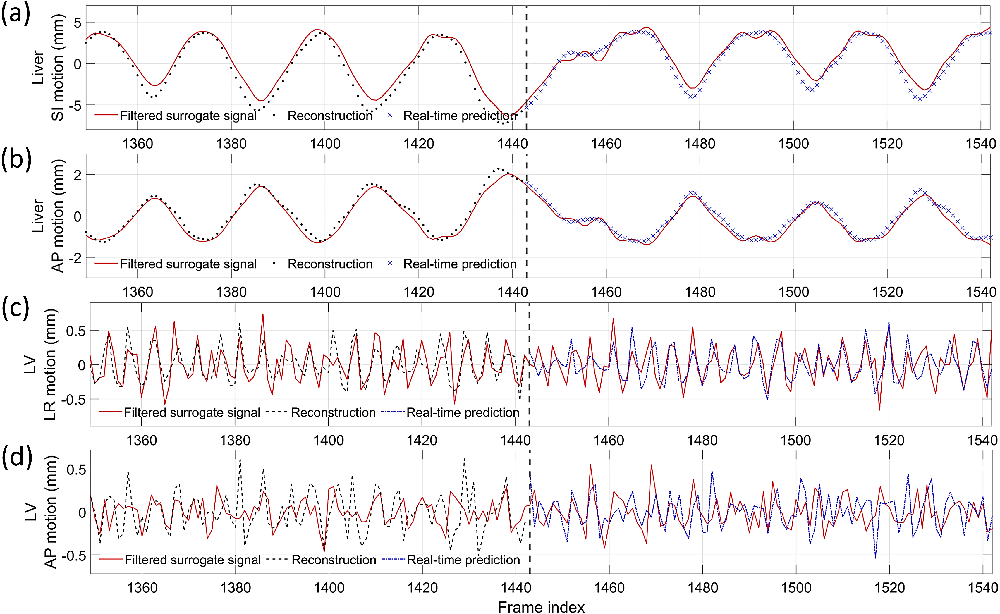 (a)
Liver
SI motion (mm)
5
0
-5
Filtered surrogate signal Reconstruction Real-time prediction
1360 1380 1400 1420 1440 1460 1480 1500 1520 1540
(b)
Liver
AP motion (mm)
2
0
-2
Filtered surrogate signal Reconstruction Real-time prediction
1360 1380 1400 1420 1440 1460 1480 1500 1520 1540
(c)
LV
LR motion (mm)
0.5
0
-0.5
Filtered surrogate signal Reconstruction Real-time prediction
1360 1380 1400 1420 1440 1460 1480 1500 1520 1540
(d)
LV
AP motion (mm)
0.5
0
-0.5
Filtered surrogate signal Reconstruction Real-time prediction
1360 1380 1400 1420 1440 1460 1480 1500 1520 1540
Frame index